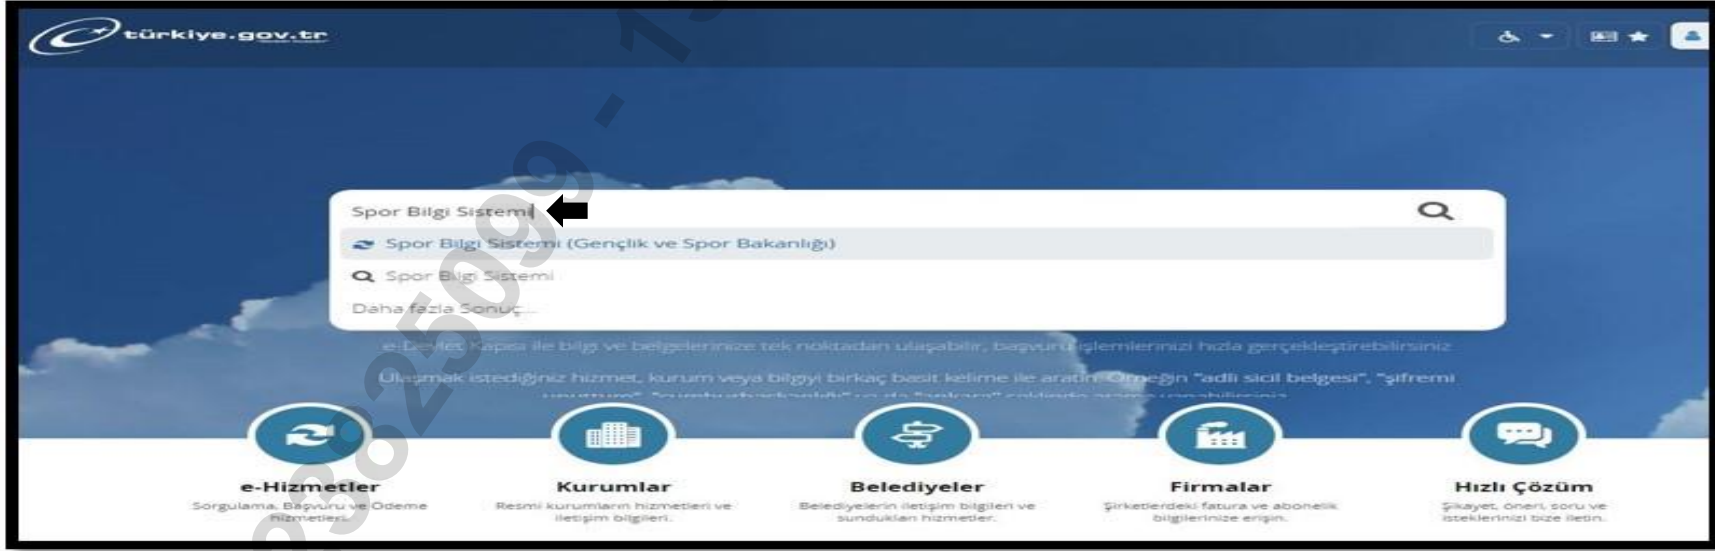 türkiye.gov.tr
Spor Bilgi Sistemi
Spor Bilgi Sistemi (Gençlik ve Spor Bakanlığı)
Spor Bilgi Sistemi
Daha fazla Sonuç...
e-Devlet Kapısı ile bilgi ve belgelerinize tek noktadan ulaşabilir, başvuru işlemlerinizi hızla gerçekleştirebilirsiniz
Ulaşmak istediğiniz hizmet, kurum veya bilgiyi birkaç basit kelime ile aratın. Örneğin "adli sicil belgesi", "şifremi
e-Hizmetler
Sorgulama, Başvuru ve Ödeme
hizmetleri.
Kurumlar
Resmi kurumların hizmetleri ve
iletişim bilgileri.
Belediyeler
Belediyelerin iletişim bilgileri ve
sundukları hizmetler.
Firmalar
Şirketlerdeki fatura ve abonelik
bilgilerinize erişin.
Hızlı Çözüm
Şikayet, öneri, soru ve
isteklerinizi bize iletin.